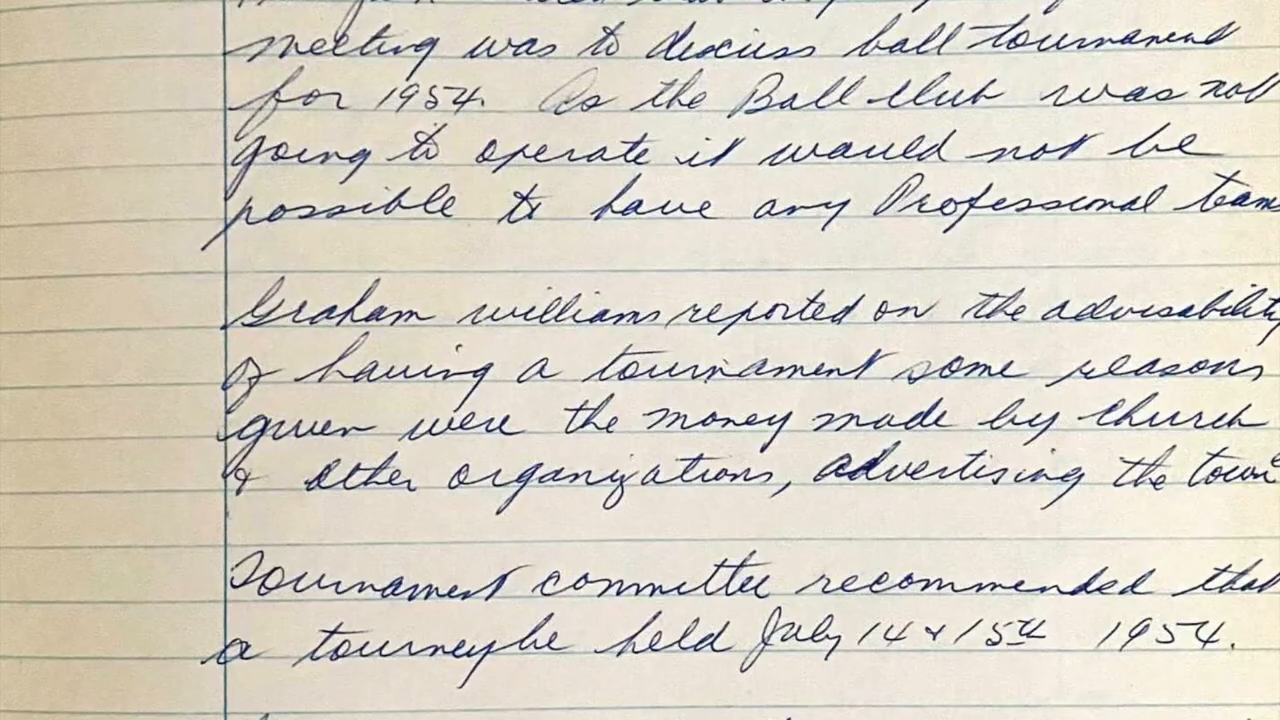 meeting was to discuss ball tournament
for 1954. As the Ball Club was not
going to operate it would not be
possible to have any Professional team
Graham williams reported on the advisability
of having a tournament some reasons
given were the money made by Church
& other organizations, advertising the town
Tournament committee recommended that
a tourney be held July 14 & 15th 1954.